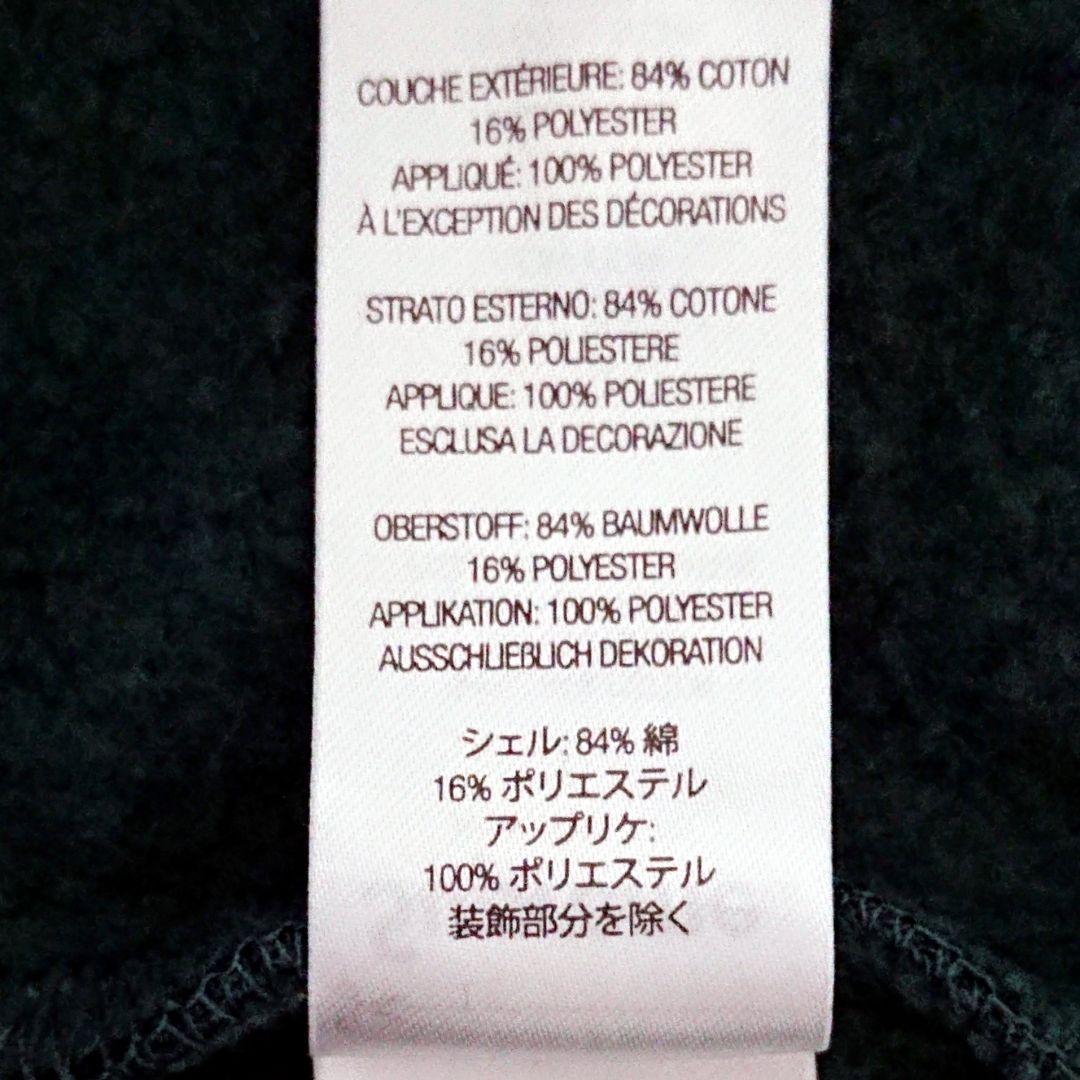 COUCHE EXTÉRIEURE: 84% COTON
16% POLYESTER
APPLIQUÉ: 100% POLYESTER
À L'EXCEPTION DES DÉCORATIONS
STRATO ESTERNO: 84% COTONE
16% POLIESTERE
APPLIQUE: 100% POLIESTERE
ESCLUSA LA DECORAZIONE
OBERSTOFF: 84% BAUMWOLLE
16% POLYESTER
APPLIKATION: 100% POLYESTER
AUSSCHLIEßLICH DEKORATION
シェル: 84% 綿
16% ポリエステル
アップリケ:
100% ポリエステル
装飾部分を除く